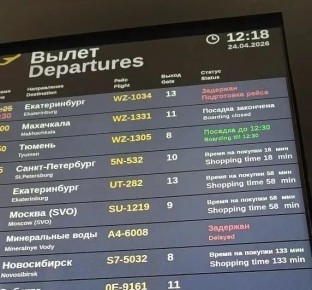 12:18
24.04.2026
Вылет
Departures
Направление Рейс Выход Статус
Destination Flight Gate Status
Екатеринбург WZ-1034 13 Задержан
Ekaterinburg Подготовка рейса
Махачкала WZ-1331 11 Посадка закончена
Makhachkala Boarding closed
Тюмень WZ-1305 8 Посадка до 12:30
Tyumen Boarding till 12:30
Санкт-Петербург 5N-532 10 Время на покупки 18 мин
St.Petersburg Shopping time 18 min
Екатеринбург UT-282 13 Время на покупки 58 мин
Ekaterinburg Shopping time 58 min
Москва (SVO) SU-1219 9 Время на покупки 58 мин
Moscow (SVO) Shopping time 58 min
Минеральные воды A4-6008 Задержан
Mineralnye Vody Delayed
Новосибирск S7-5032 8 Время на покупки 133 мин
Novosibirsk Shopping time 133 min
0E-9161 11